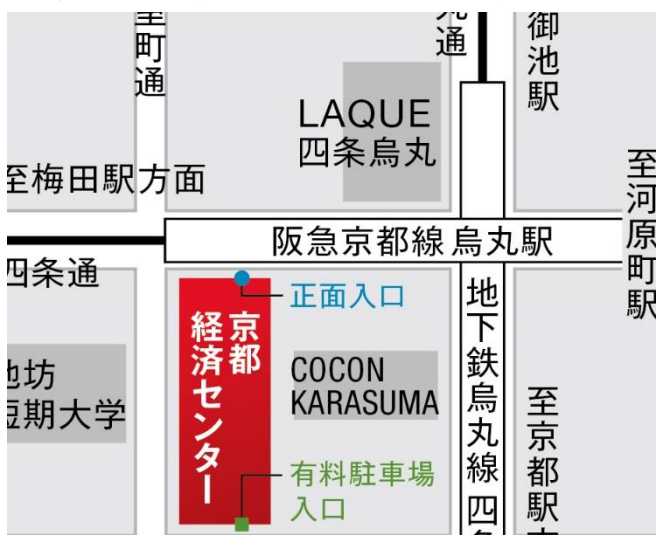 町通
通
御池駅
LAQUE
四条烏丸
至梅田駅方面
至河原町駅
阪急京都線 烏丸駅
四条通
正面入口
京都
経済センター
COCON
KARASUMA
地下鉄烏丸線 四
坊
短期大学
至京都駅
有料駐車場
入口